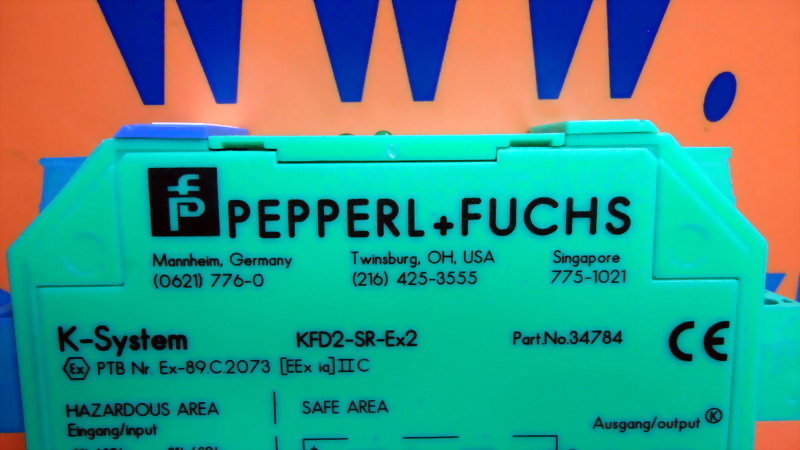 WWW.
PEPPERL+FUCHS
Mannheim, Germany Twinsburg, OH, USA Singapore
(0621) 776-0 (216) 425-3555 775-1021
K-System KFD2-SR-Ex2 Part.No.34784 CE
Ex PTB Nr. Ex-89.C.2073 [EEx ia] II C
HAZARDOUS AREA SAFE AREA
Eingang/input Ausgang/output K